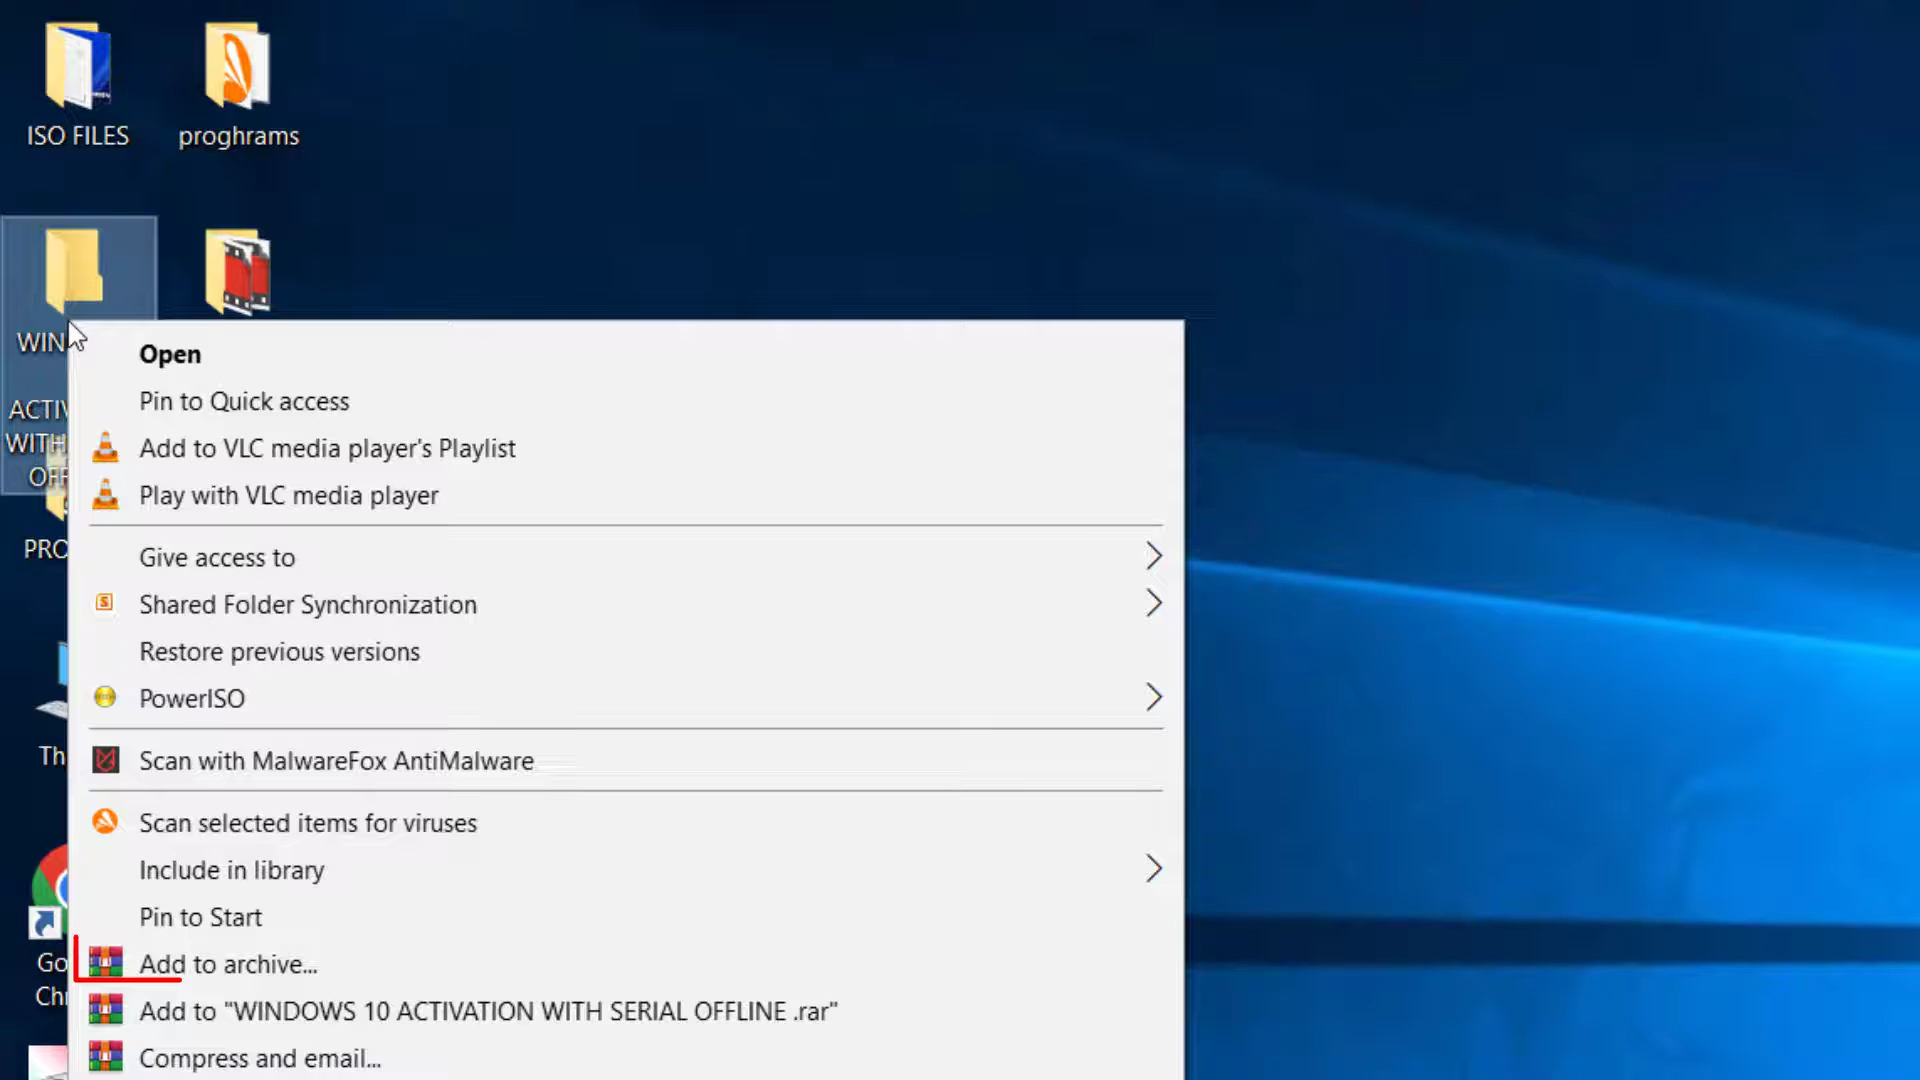 ISO FILES
proghrams
WIN
ACTIV
WITH
OFF
PRO
Th
Go
Chr
Open
Pin to Quick access
Add to VLC media player's Playlist
Play with VLC media player
Give access to
S
Shared Folder Synchronization
Restore previous versions
PowerISO
Scan with MalwareFox AntiMalware
Scan selected items for viruses
Include in library
Pin to Start
Add to archive...
Add to "WINDOWS 10 ACTIVATION WITH SERIAL OFFLINE .rar"
Compress and email...